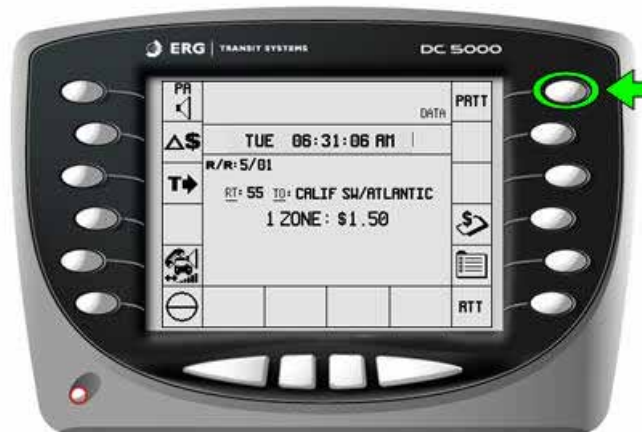 ERG TRANSIT SYSTEMS DC 5000
PA
PRTT
DATA
Δ$ TUE 06:31:06 AM
R/R: 5/01
T RT: 55 TO: CALIF SW/ATLANTIC
1 ZONE: $1.50
$
RTT